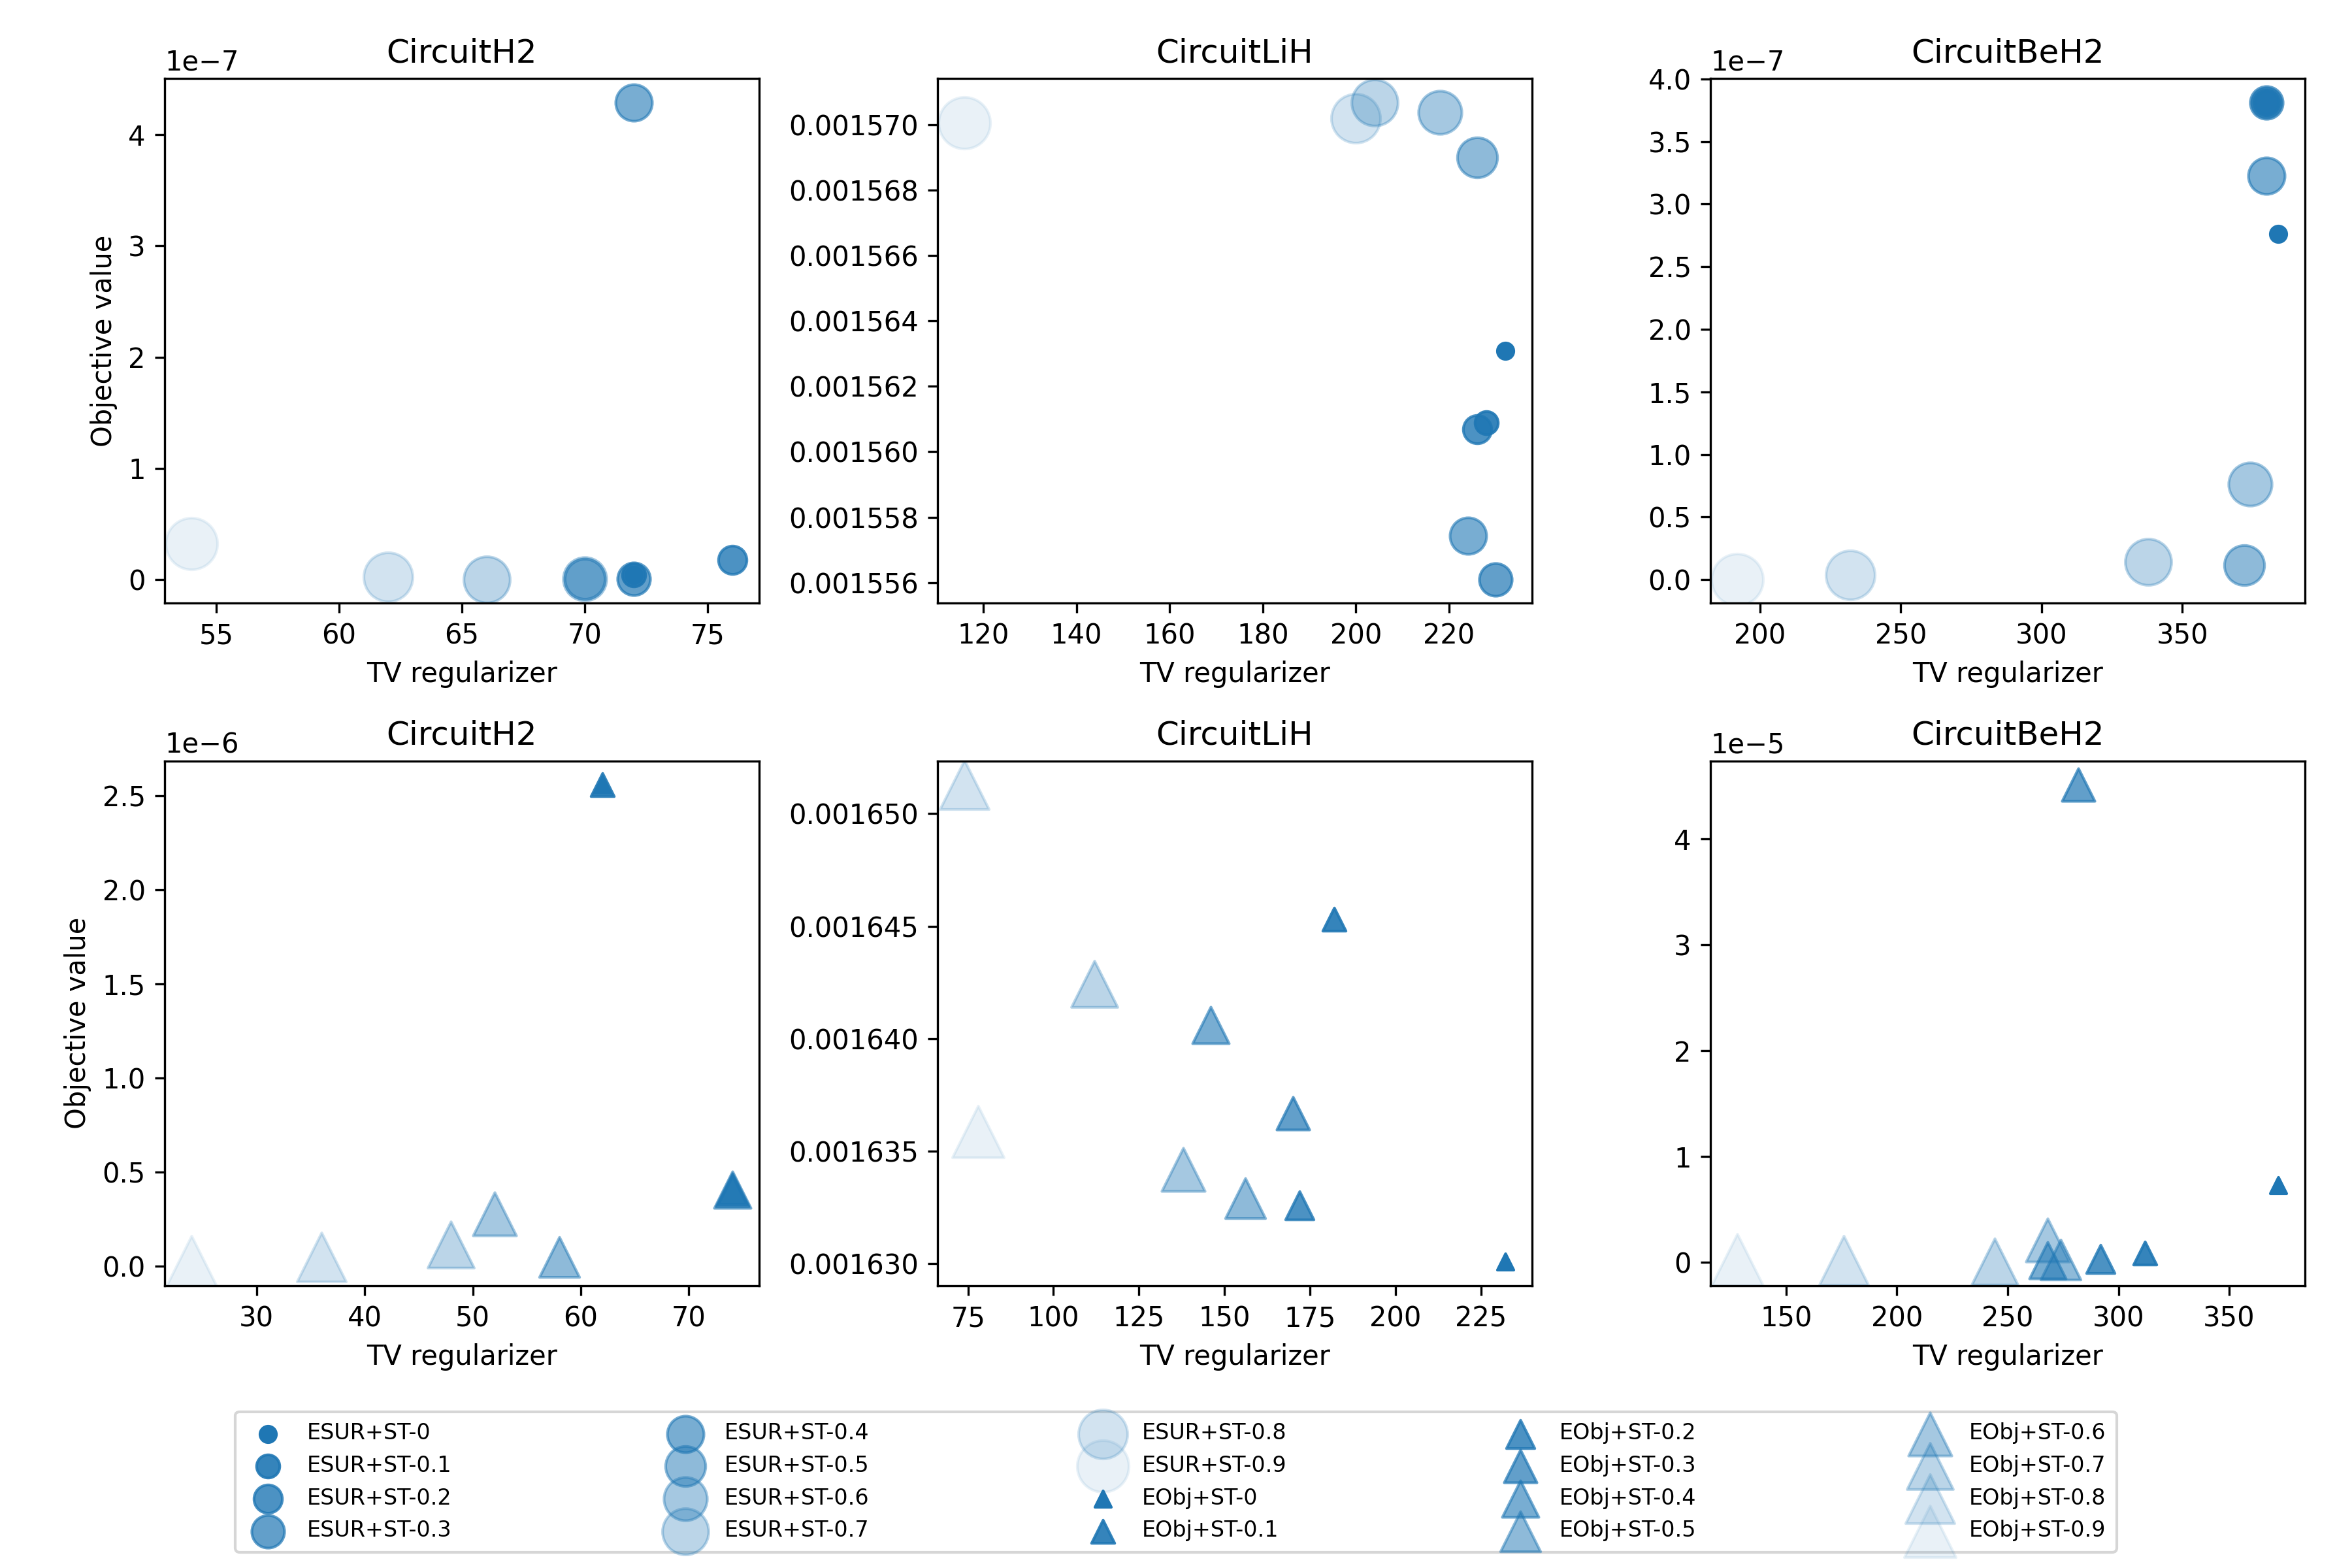 CircuitH2
1e−7
4
3
2
1
0
Objective value
55 60 65 70 75
TV regularizer
CircuitLiH
0.001570
0.001568
0.001566
0.001564
0.001562
0.001560
0.001558
0.001556
120 140 160 180 200 220
TV regularizer
CircuitBeH2
1e−7
4.0
3.5
3.0
2.5
2.0
1.5
1.0
0.5
0.0
200 250 300 350
TV regularizer
CircuitH2
1e−6
2.5
2.0
1.5
1.0
0.5
0.0
Objective value
30 40 50 60 70
TV regularizer
CircuitLiH
0.001650
0.001645
0.001640
0.001635
0.001630
75 100 125 150 175 200 225
TV regularizer
CircuitBeH2
1e−5
4
3
2
1
0
150 200 250 300 350
TV regularizer
ESUR+ST-0
ESUR+ST-0.1
ESUR+ST-0.2
ESUR+ST-0.3
ESUR+ST-0.4
ESUR+ST-0.5
ESUR+ST-0.6
ESUR+ST-0.7
ESUR+ST-0.8
ESUR+ST-0.9
EObj+ST-0
EObj+ST-0.1
EObj+ST-0.2
EObj+ST-0.3
EObj+ST-0.4
EObj+ST-0.5
EObj+ST-0.6
EObj+ST-0.7
EObj+ST-0.8
EObj+ST-0.9